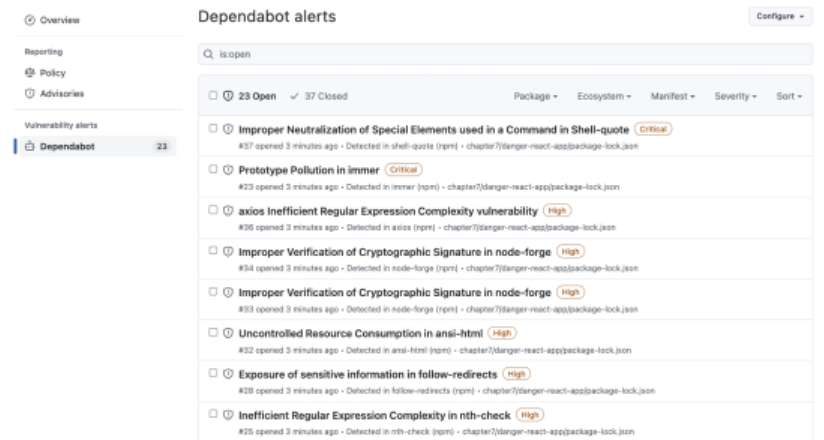 Overview
Reporting
Policy
Advisories
Vulnerability alerts
Dependabot 23
Dependabot alerts
Configure
is:open
23 Open 37 Closed Package Ecosystem Manifest Severity Sort
Improper Neutralization of Special Elements used in a Command in Shell-quote Critical
#37 opened 3 minutes ago • Detected in shell-quote (npm) • chapter7/danger-react-app/package-lock.json
Prototype Pollution in immer Critical
#23 opened 3 minutes ago • Detected in immer (npm) • chapter7/danger-react-app/package-lock.json
axios Inefficient Regular Expression Complexity vulnerability High
#36 opened 3 minutes ago • Detected in axios (npm) • chapter7/danger-react-app/package-lock.json
Improper Verification of Cryptographic Signature in node-forge High
#34 opened 3 minutes ago • Detected in node-forge (npm) • chapter7/danger-react-app/package-lock.json
Improper Verification of Cryptographic Signature in node-forge High
#33 opened 3 minutes ago • Detected in node-forge (npm) • chapter7/danger-react-app/package-lock.json
Uncontrolled Resource Consumption in ansi-html High
#32 opened 3 minutes ago • Detected in ansi-html (npm) • chapter7/danger-react-app/package-lock.json
Exposure of sensitive information in follow-redirects High
#28 opened 3 minutes ago • Detected in follow-redirects (npm) • chapter7/danger-react-app/package-lock.json
Inefficient Regular Expression Complexity in nth-check High
#25 opened 3 minutes ago • Detected in nth-check (npm) • chapter7/danger-react-app/package-lock.json